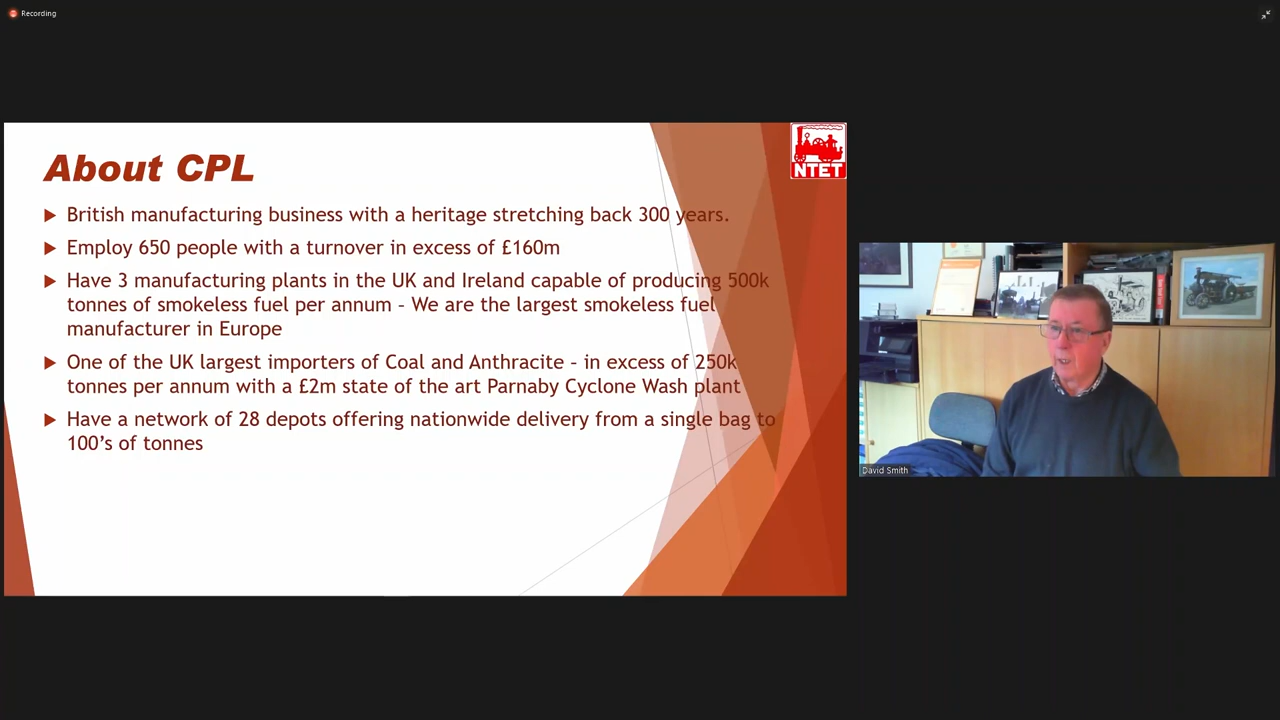 Recording
About CPL
British manufacturing business with a heritage stretching back 300 years.
Employ 650 people with a turnover in excess of £160m
Have 3 manufacturing plants in the UK and Ireland capable of producing 500k
tonnes of smokeless fuel per annum – We are the largest smokeless fuel
manufacturer in Europe
One of the UK largest importers of Coal and Anthracite – in excess of 250k
tonnes per annum with a £2m state of the art Parnaby Cyclone Wash plant
Have a network of 28 depots offering nationwide delivery from a single bag to
100’s of tonnes
NTET
David Smith